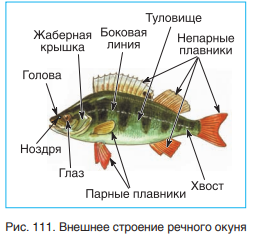 Туловище
Жаберная
крышка
Боковая
линия
Непарные
плавники
Голова
Ноздря
Глаз
Парные плавники
Хвост
Рис. 111. Внешнее строение речного окуня